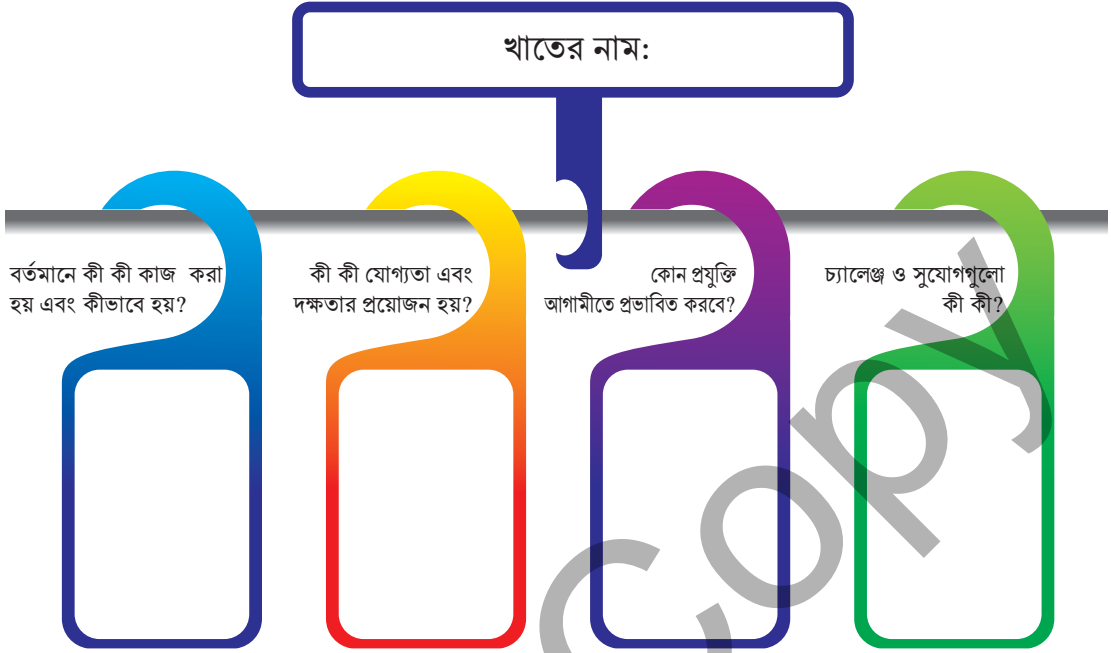 খাতের নাম:
বর্তমানে কী কী কাজ করা
হয় এবং কীভাবে হয়?
কী কী যোগ্যতা এবং
দক্ষতার প্রয়োজন হয়?
কোন প্রযুক্তি
আগামীতে প্রভাবিত করবে?
চ্যালেঞ্জ ও সুযোগগুলো
কী কী?
Copy